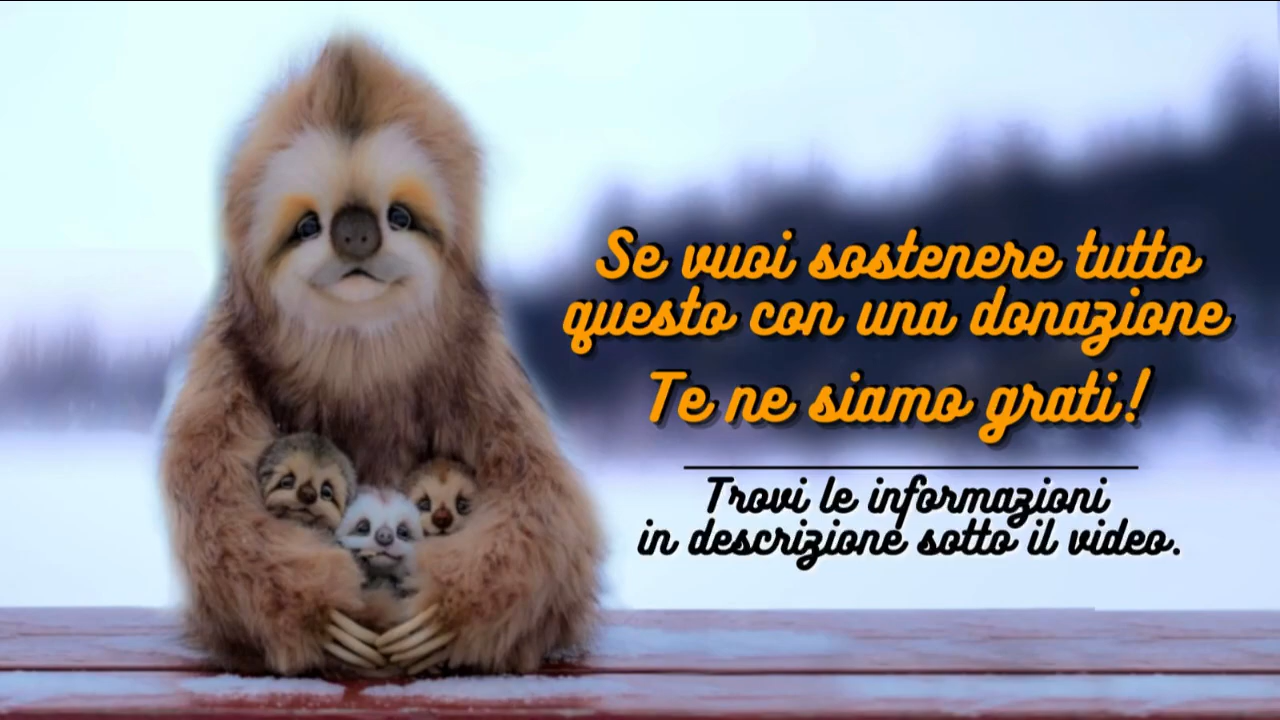 Se vuoi sostenere tutto
questo con una donazione
Te ne siamo grati!
Trovi le informazioni
in descrizione sotto il video.